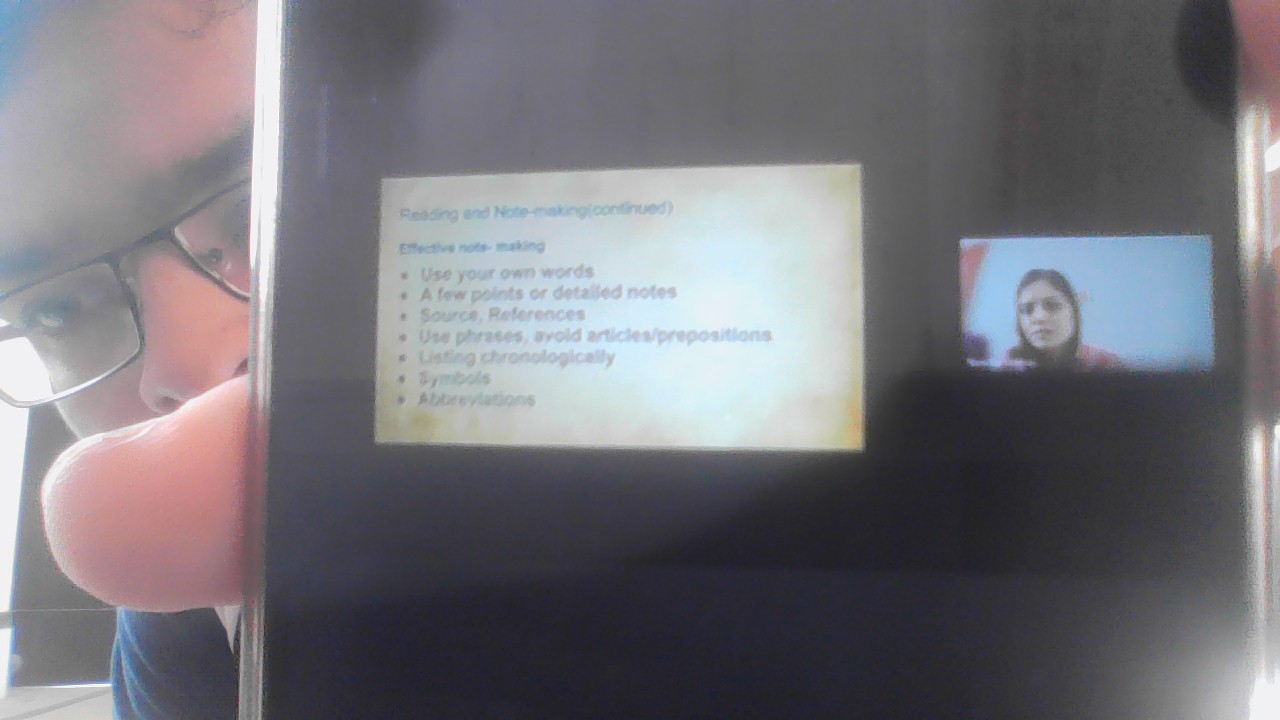 Reading and Note-making(continued)
Effective note- making
• Use your own words
• A few points or detailed notes
• Source, References
• Use phrases, avoid articles/prepositions
• Listing chronologically
• Symbols
• Abbreviations